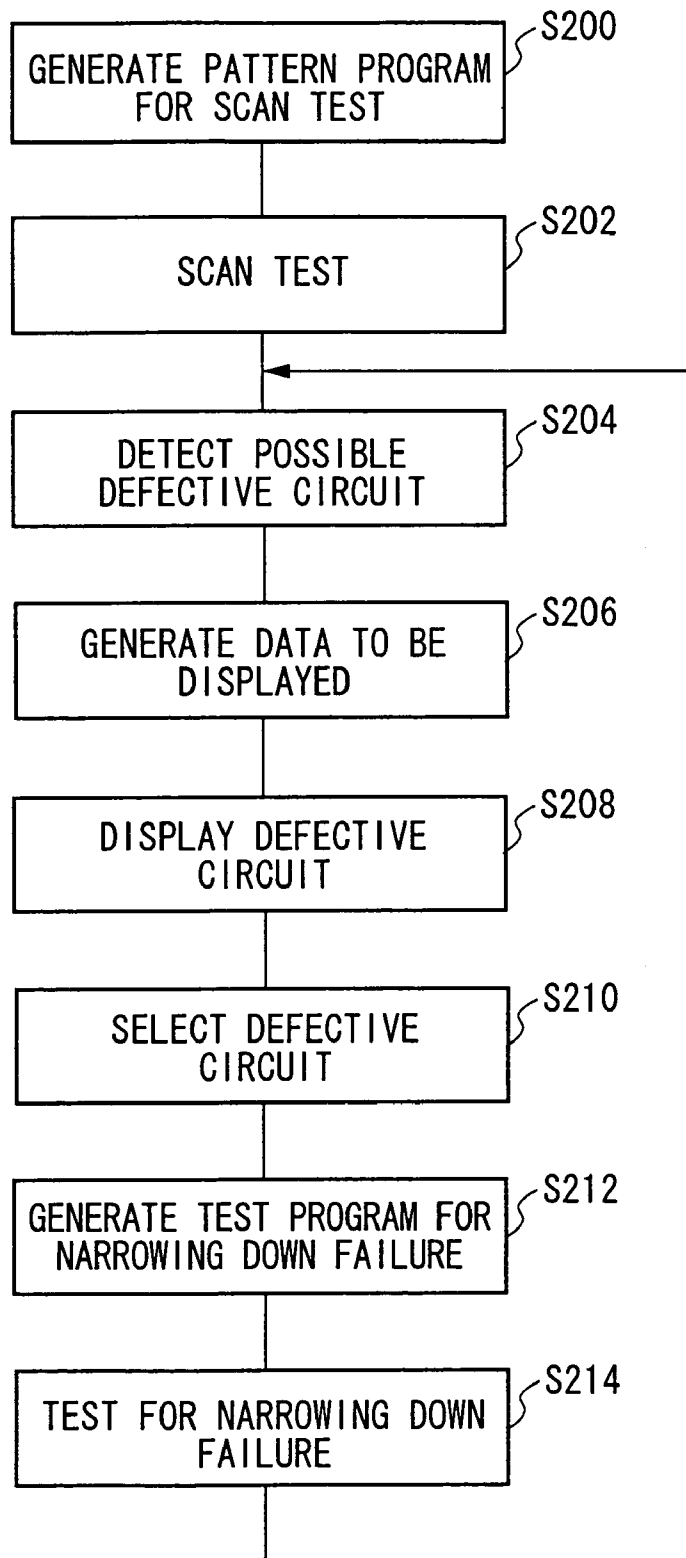 S200
GENERATE PATTERN PROGRAM
FOR SCAN TEST
S202
SCAN TEST
S204
DETECT POSSIBLE
DEFECTIVE CIRCUIT
S206
GENERATE DATA TO BE
DISPLAYED
S208
DISPLAY DEFECTIVE
CIRCUIT
S210
SELECT DEFECTIVE
CIRCUIT
S212
GENERATE TEST PROGRAM FOR
NARROWING DOWN FAILURE
S214
TEST FOR NARROWING DOWN
FAILURE